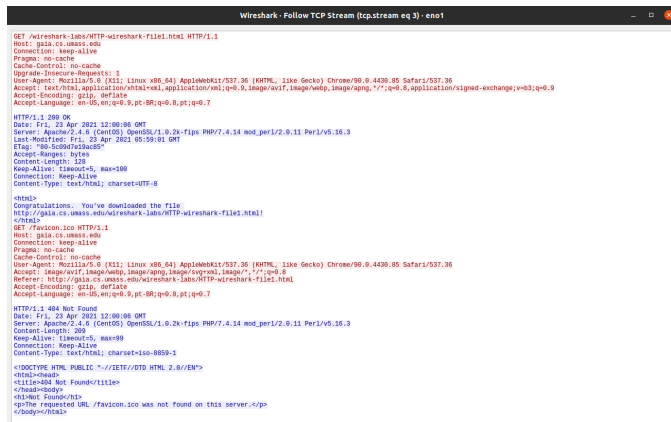 Wireshark · Follow TCP Stream (tcp.stream eq 3) · eno1
GET /wireshark-labs/HTTP-wireshark-file1.html HTTP/1.1
Host: gaia.cs.umass.edu
Connection: keep-alive
Pragma: no-cache
Cache-Control: no-cache
Upgrade-Insecure-Requests: 1
User-Agent: Mozilla/5.0 (X11; Linux x86_64) AppleWebKit/537.36 (KHTML, like Gecko) Chrome/90.0.4430.85 Safari/537.36
Accept: text/html,application/xhtml+xml,application/xml;q=0.9,image/avif,image/webp,image/apng,*/*;q=0.8,application/signed-exchange;v=b3;q=0.9
Accept-Encoding: gzip, deflate
Accept-Language: en-US,en;q=0.9,pt-BR;q=0.8,pt;q=0.7
HTTP/1.1 200 OK
Date: Fri, 23 Apr 2021 12:00:06 GMT
Server: Apache/2.4.6 (CentOS) OpenSSL/1.0.2k-fips PHP/7.4.14 mod_perl/2.0.11 Perl/v5.16.3
Last-Modified: Fri, 23 Apr 2021 05:59:01 GMT
ETag: "80-5c09d7e19ac85"
Accept-Ranges: bytes
Content-Length: 128
Keep-Alive: timeout=5, max=100
Connection: Keep-Alive
Content-Type: text/html; charset=UTF-8
<html>
Congratulations.  You've downloaded the file
http://gaia.cs.umass.edu/wireshark-labs/HTTP-wireshark-file1.html!
</html>
GET /favicon.ico HTTP/1.1
Host: gaia.cs.umass.edu
Connection: keep-alive
Pragma: no-cache
Cache-Control: no-cache
User-Agent: Mozilla/5.0 (X11; Linux x86_64) AppleWebKit/537.36 (KHTML, like Gecko) Chrome/90.0.4430.85 Safari/537.36
Accept: image/avif,image/webp,image/apng,image/svg+xml,image/*,*/*;q=0.8
Referer: http://gaia.cs.umass.edu/wireshark-labs/HTTP-wireshark-file1.html
Accept-Encoding: gzip, deflate
Accept-Language: en-US,en;q=0.9,pt-BR;q=0.8,pt;q=0.7
HTTP/1.1 404 Not Found
Date: Fri, 23 Apr 2021 12:00:06 GMT
Server: Apache/2.4.6 (CentOS) OpenSSL/1.0.2k-fips PHP/7.4.14 mod_perl/2.0.11 Perl/v5.16.3
Content-Length: 209
Keep-Alive: timeout=5, max=99
Connection: Keep-Alive
Content-Type: text/html; charset=iso-8859-1
<!DOCTYPE HTML PUBLIC "-//IETF//DTD HTML 2.0//EN">
<html><head>
<title>404 Not Found</title>
</head><body>
<h1>Not Found</h1>
<p>The requested URL /favicon.ico was not found on this server.</p>
</body></html>